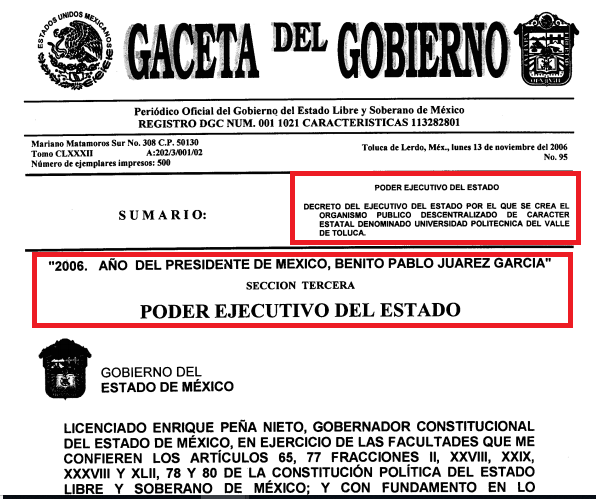 ESTADOS UNIDOS MEXICANOS
GACETA DEL GOBIERNO
Periódico Oficial del Gobierno del Estado Libre y Soberano de México
REGISTRO DGC NUM. 001 1021 CARACTERISTICAS 113282801
Mariano Matamoros Sur No. 308 C.P. 50130
Tomo CLXXXII A:202/3/001/02
Número de ejemplares impresos: 500
Toluca de Lerdo, Méx., lunes 13 de noviembre del 2006
No. 95
SUMARIO:
PODER EJECUTIVO DEL ESTADO
DECRETO DEL EJECUTIVO DEL ESTADO POR EL QUE SE CREA EL
ORGANISMO PUBLICO DESCENTRALIZADO DE CARACTER
ESTATAL DENOMINADO UNIVERSIDAD POLITECNICA DEL VALLE
DE TOLUCA.
"2006. AÑO DEL PRESIDENTE DE MEXICO, BENITO PABLO JUAREZ GARCIA"
SECCION TERCERA
PODER EJECUTIVO DEL ESTADO
GOBIERNO DEL
ESTADO DE MÉXICO
LICENCIADO ENRIQUE PEÑA NIETO, GOBERNADOR CONSTITUCIONAL
DEL ESTADO DE MÉXICO, EN EJERCICIO DE LAS FACULTADES QUE ME
CONFIEREN LOS ARTÍCULOS 65, 77 FRACCIONES II, XXVIII, XXIX,
XXXVIII Y XLII, 78 Y 80 DE LA CONSTITUCIÓN POLÍTICA DEL ESTADO
LIBRE Y SOBERANO DE MÉXICO; Y CON FUNDAMENTO EN LO